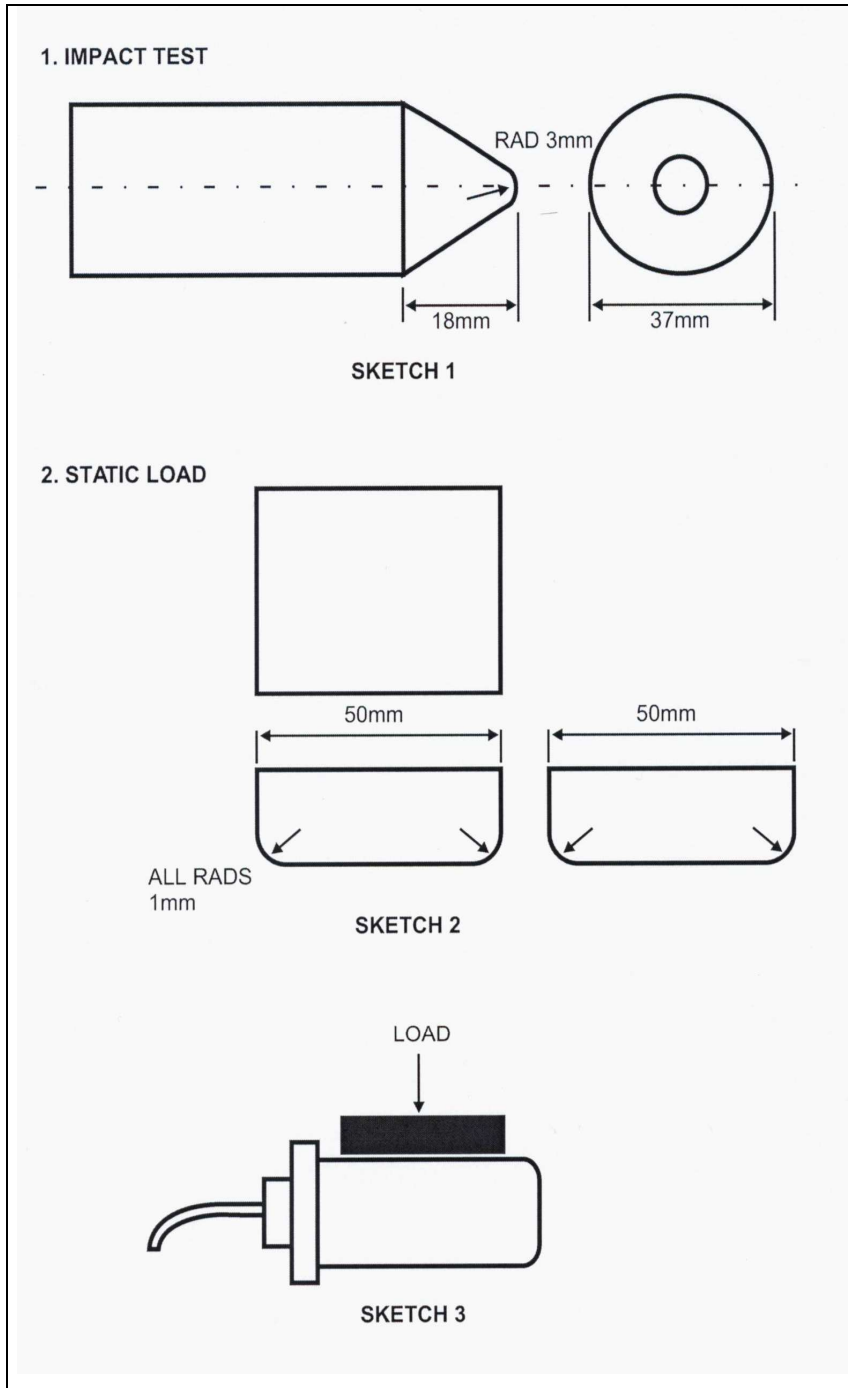 1. IMPACT TEST
RAD 3mm
18mm
37mm
SKETCH 1
2. STATIC LOAD
50mm
50mm
ALL RADS
1mm
SKETCH 2
LOAD
SKETCH 3